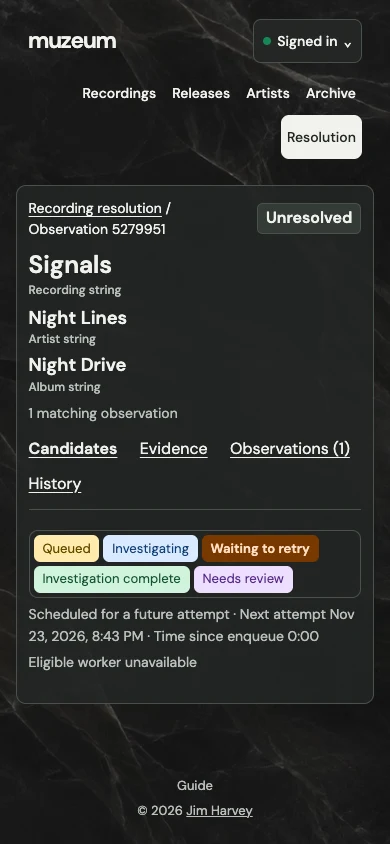 muzeum
Signed in
Recordings Releases Artists Archive
Resolution
Recording resolution /
Observation 5279951
Unresolved
Signals
Recording string
Night Lines
Artist string
Night Drive
Album string
1 matching observation
Candidates Evidence Observations (1)
History
Queued Investigating Waiting to retry
Investigation complete Needs review
Scheduled for a future attempt · Next attempt Nov
23, 2026, 8:43 PM · Time since enqueue 0:00
Eligible worker unavailable
Guide
© 2026 Jim Harvey